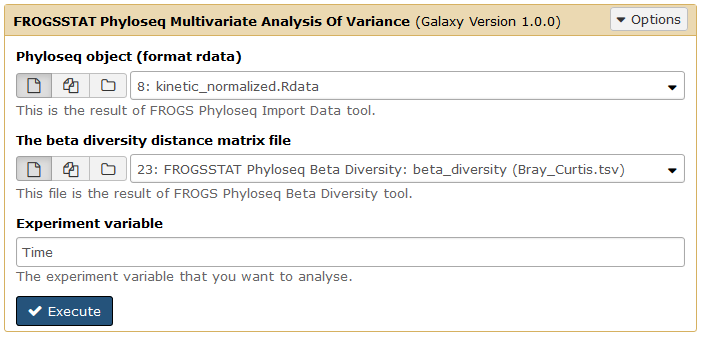 FROGSSTAT Phyloseq Multivariate Analysis Of Variance (Galaxy Version 1.0.0) Options
Phyloseq object (format rdata)
8: kinetic_normalized.Rdata
This is the result of FROGS Phyloseq Import Data tool.
The beta diversity distance matrix file
23: FROGSSTAT Phyloseq Beta Diversity: beta_diversity (Bray_Curtis.tsv)
This file is the result of FROGS Phyloseq Beta Diversity tool.
Experiment variable
Time
The experiment variable that you want to analyse.
Execute